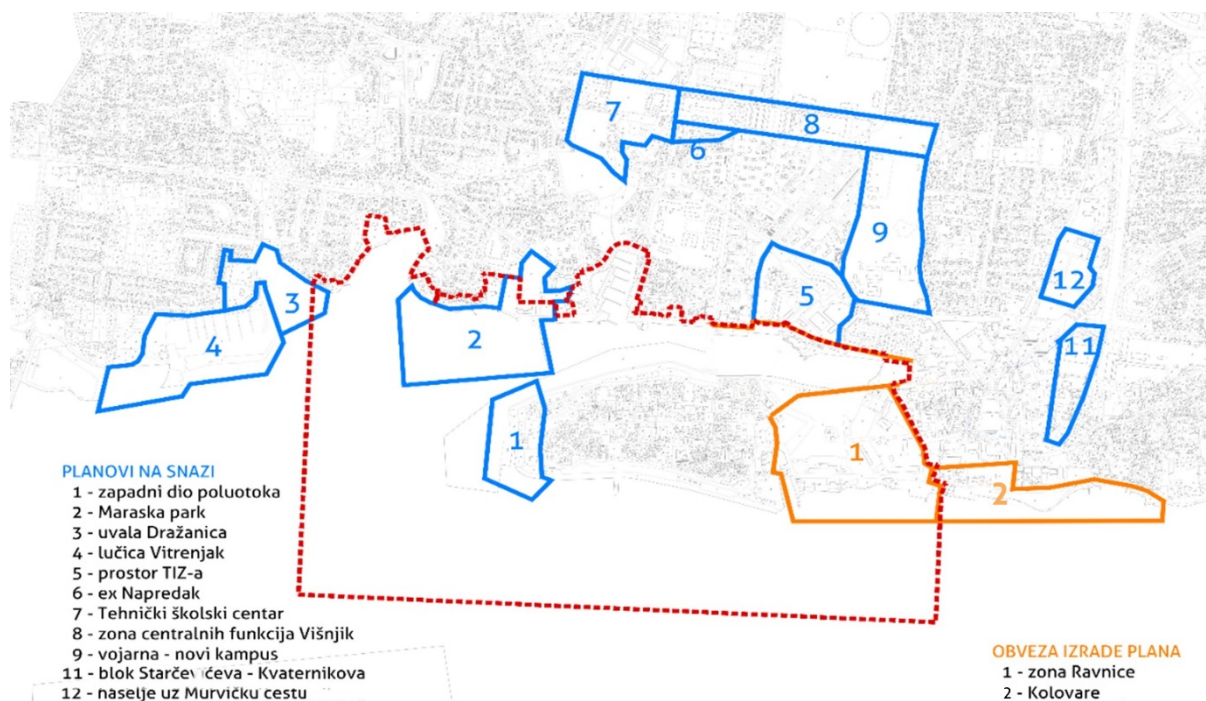 7
8
6
9
12
3
5
4
2
11
1
1
2
PLANOVI NA SNAZI
1 - zapadni dio poluotoka
2 - Maraska park
3 - uvala Dražanica
4 - lučica Vitrenjak
5 - prostor TIZ-a
6 - ex Napredak
7 - Tehnički školski centar
8 - zona centralnih funkcija Višnjik
9 - vojarna - novi kampus
11 - blok Starčevićeva - Kvaternikova
12 - naselje uz Murvičku cestu
OBVEZA IZRADE PLANA
1 - zona Ravnice
2 - Kolovare